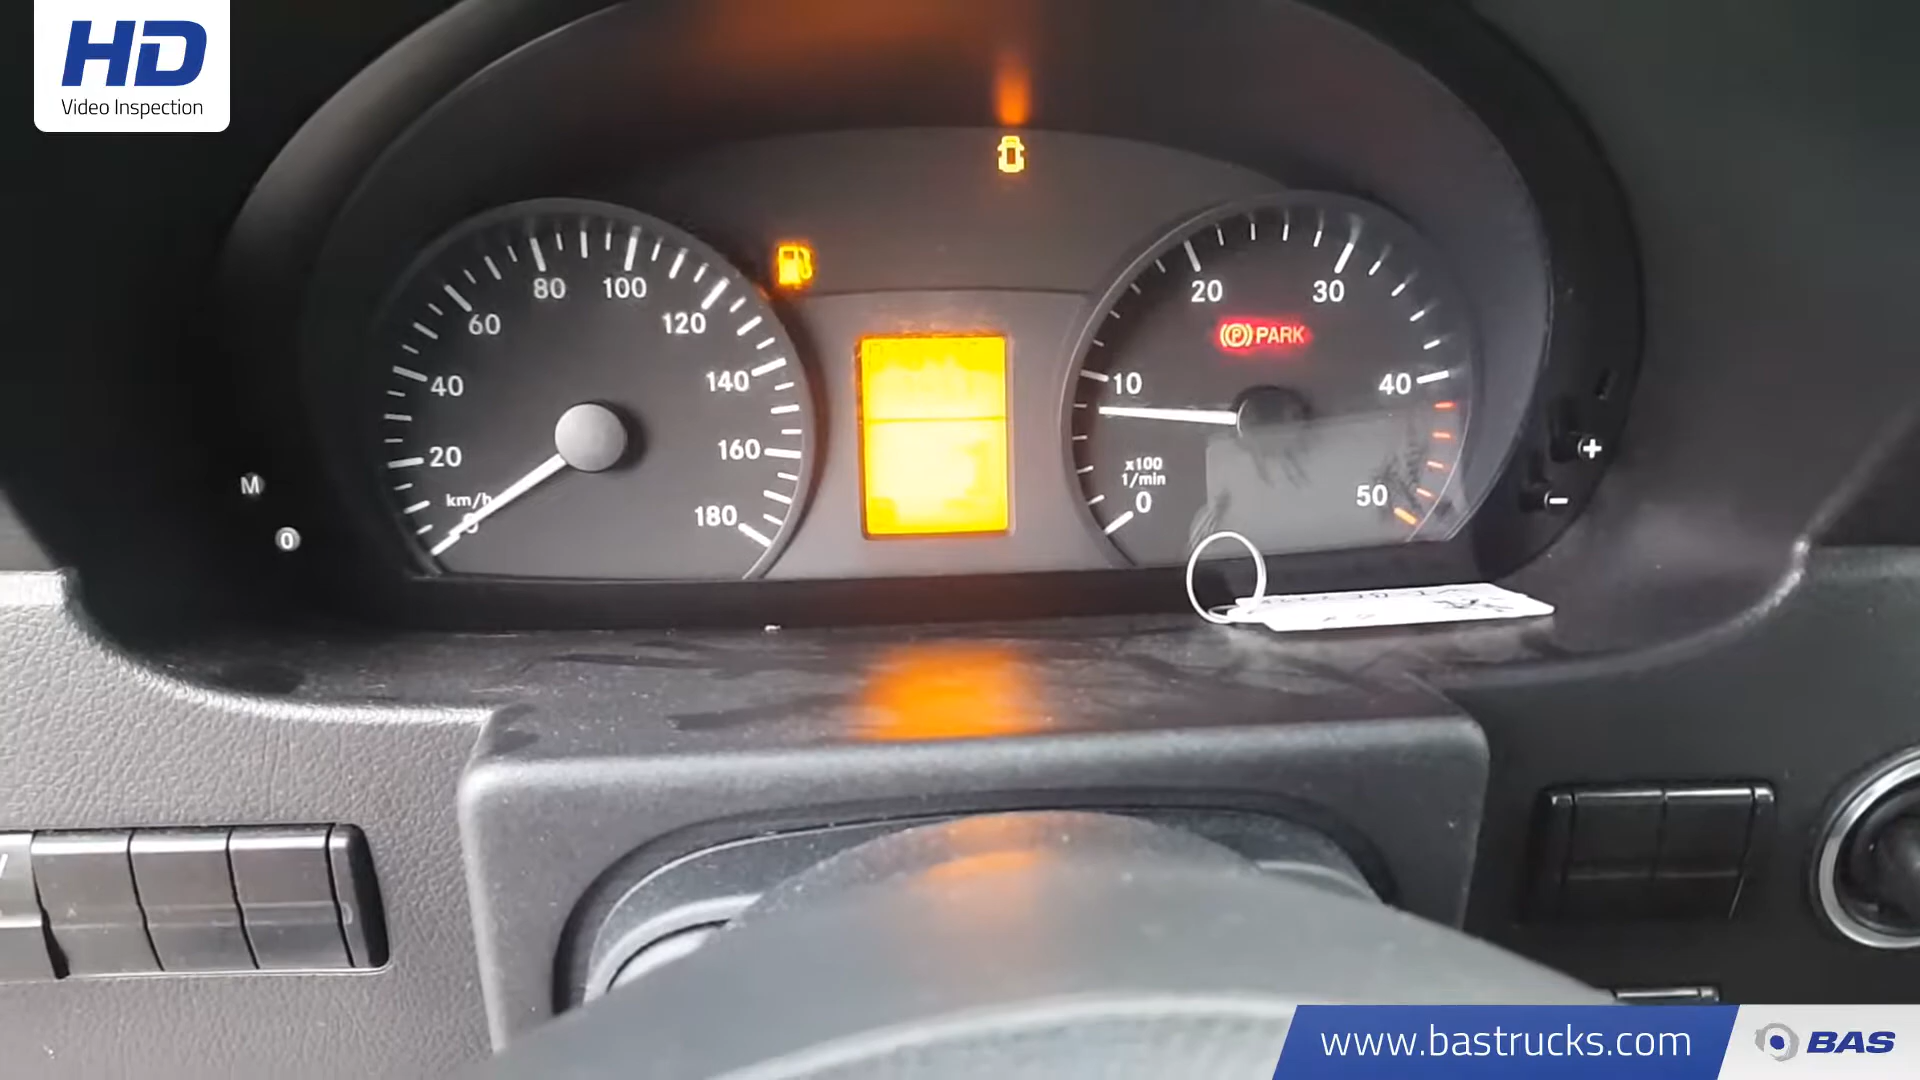 HD
Video Inspection
80 100
60 120
40 140
20 160
km/h
0 180
20 30
PARK
10 40
x100
1/min
0 50
M
0
+
-
www.bastrucks.com
BAS